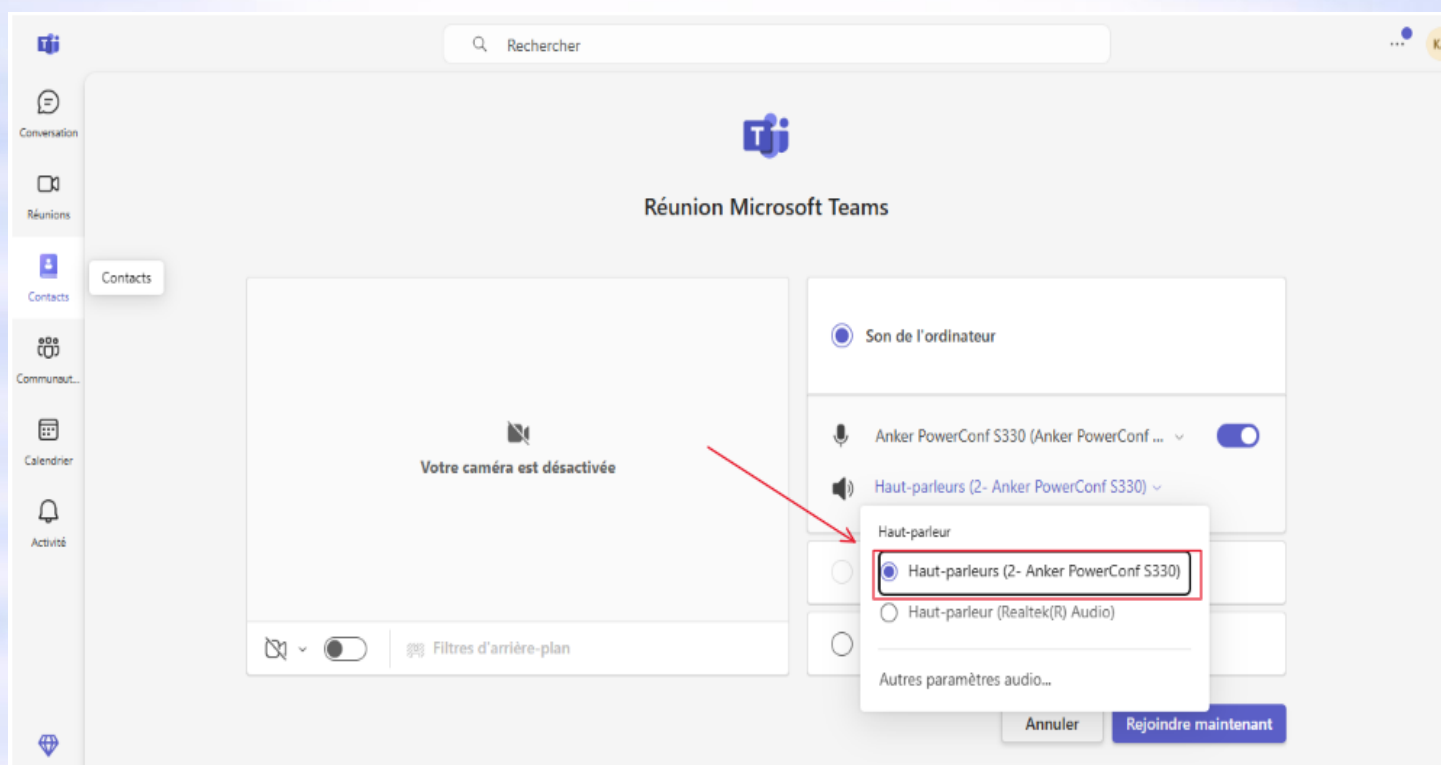 Rechercher
K
Conversation
Réunions
Contacts
Contacts
Communaut...
Calendrier
Activité
Réunion Microsoft Teams
Votre caméra est désactivée
Filtres d'arrière-plan
Son de l'ordinateur
Anker PowerConf S330 (Anker PowerConf ...
Haut-parleurs (2- Anker PowerConf S330)
Haut-parleur
Haut-parleurs (2- Anker PowerConf S330)
Haut-parleur (Realtek(R) Audio)
Autres paramètres audio...
Annuler
Rejoindre maintenant